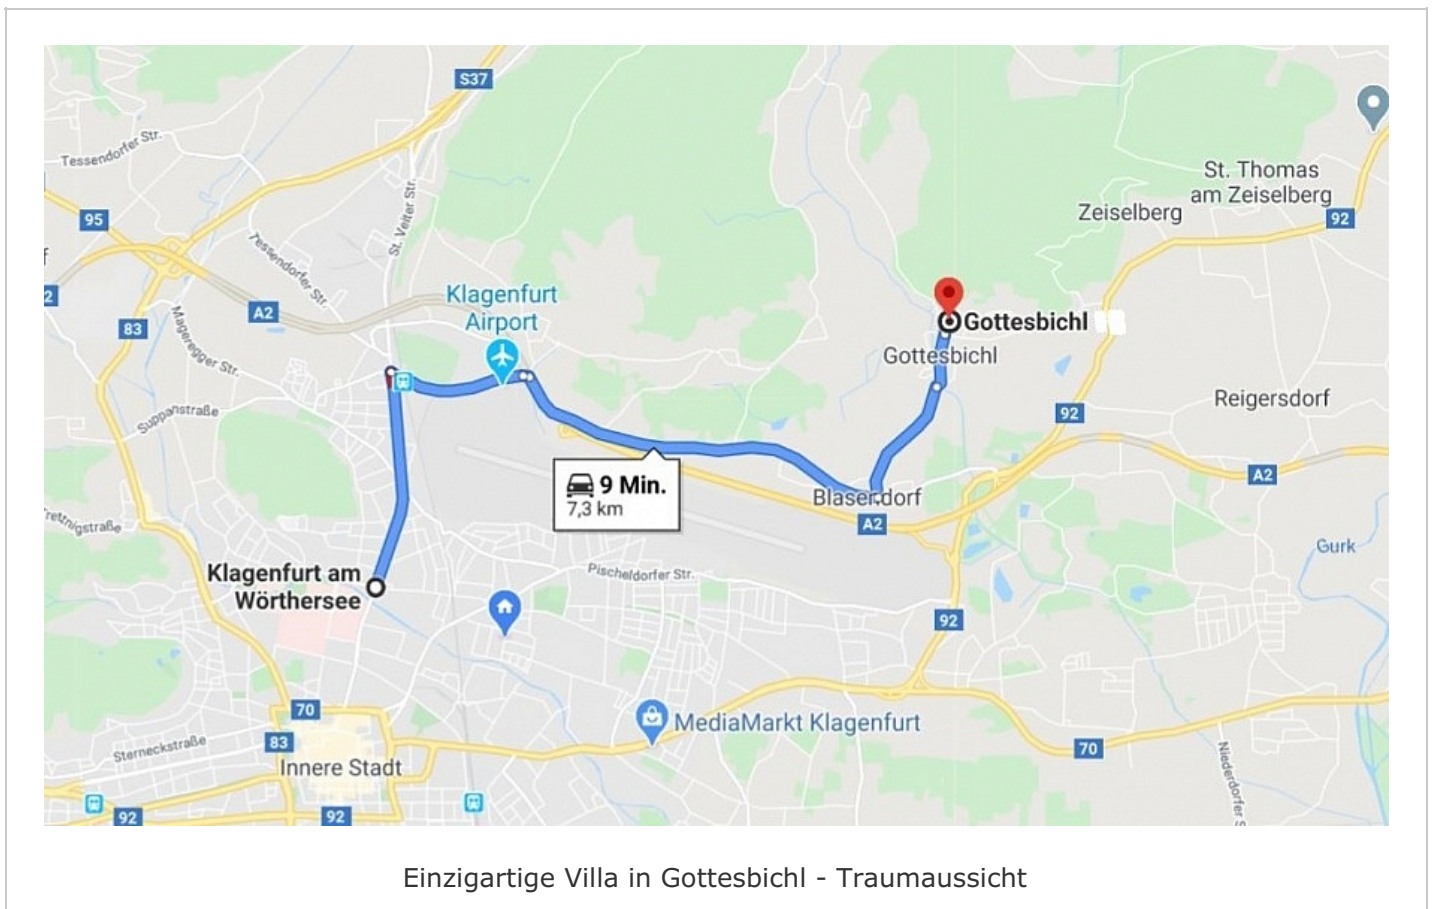 S37
Tessendorfer Str.
St. Thomas
am Zeiselberg
St. Veiter Str.
95
Zeiselberg
92
Tessendorfer Str.
f
2
Klagenfurt
Airport
A2
83
Mageregger Str.
Gottesbichl
Gottesbichl
Suppanstraße
92
Reigersdorf
A2
9 Min.
7,3 km
Blaserdorf
A2
Gurk
Klagenfurt am
Wörthersee
Pischeldorfer Str.
92
70
MediaMarkt Klagenfurt
83
Sterneckstraße
70
Innere Stadt
Niederdorfer S
92
92
Einzigartige Villa in Gottesbichl - Traumaussicht